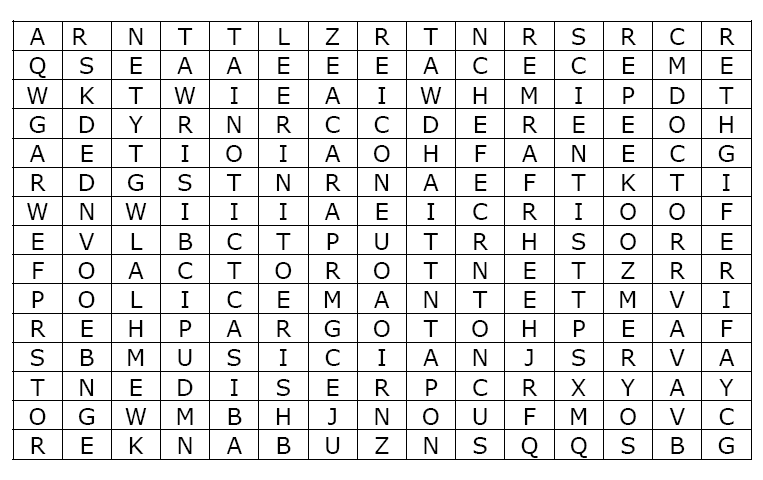 A R N T T L Z R T N R S R C R
Q S E A A E E E A C E C E M E
W K T W I E A I W H M I P D T
G D Y R N R C C D E R E E O H
A E T I O I A O H F A N E C G
R D G S T N R N A E F T K T I
W N W I I I A E I C R I O O F
E V L B C T P U T R H S O R E
F O A C T O R O T N E T Z R R
P O L I C E M A N T E T M V I
R E H P A R G O T O H P E A F
S B M U S I C I A N J S R V A
T N E D I S E R P C R X Y A Y
O G W M B H J N O U F M O V C
R E K N A B U Z N S Q Q S B G